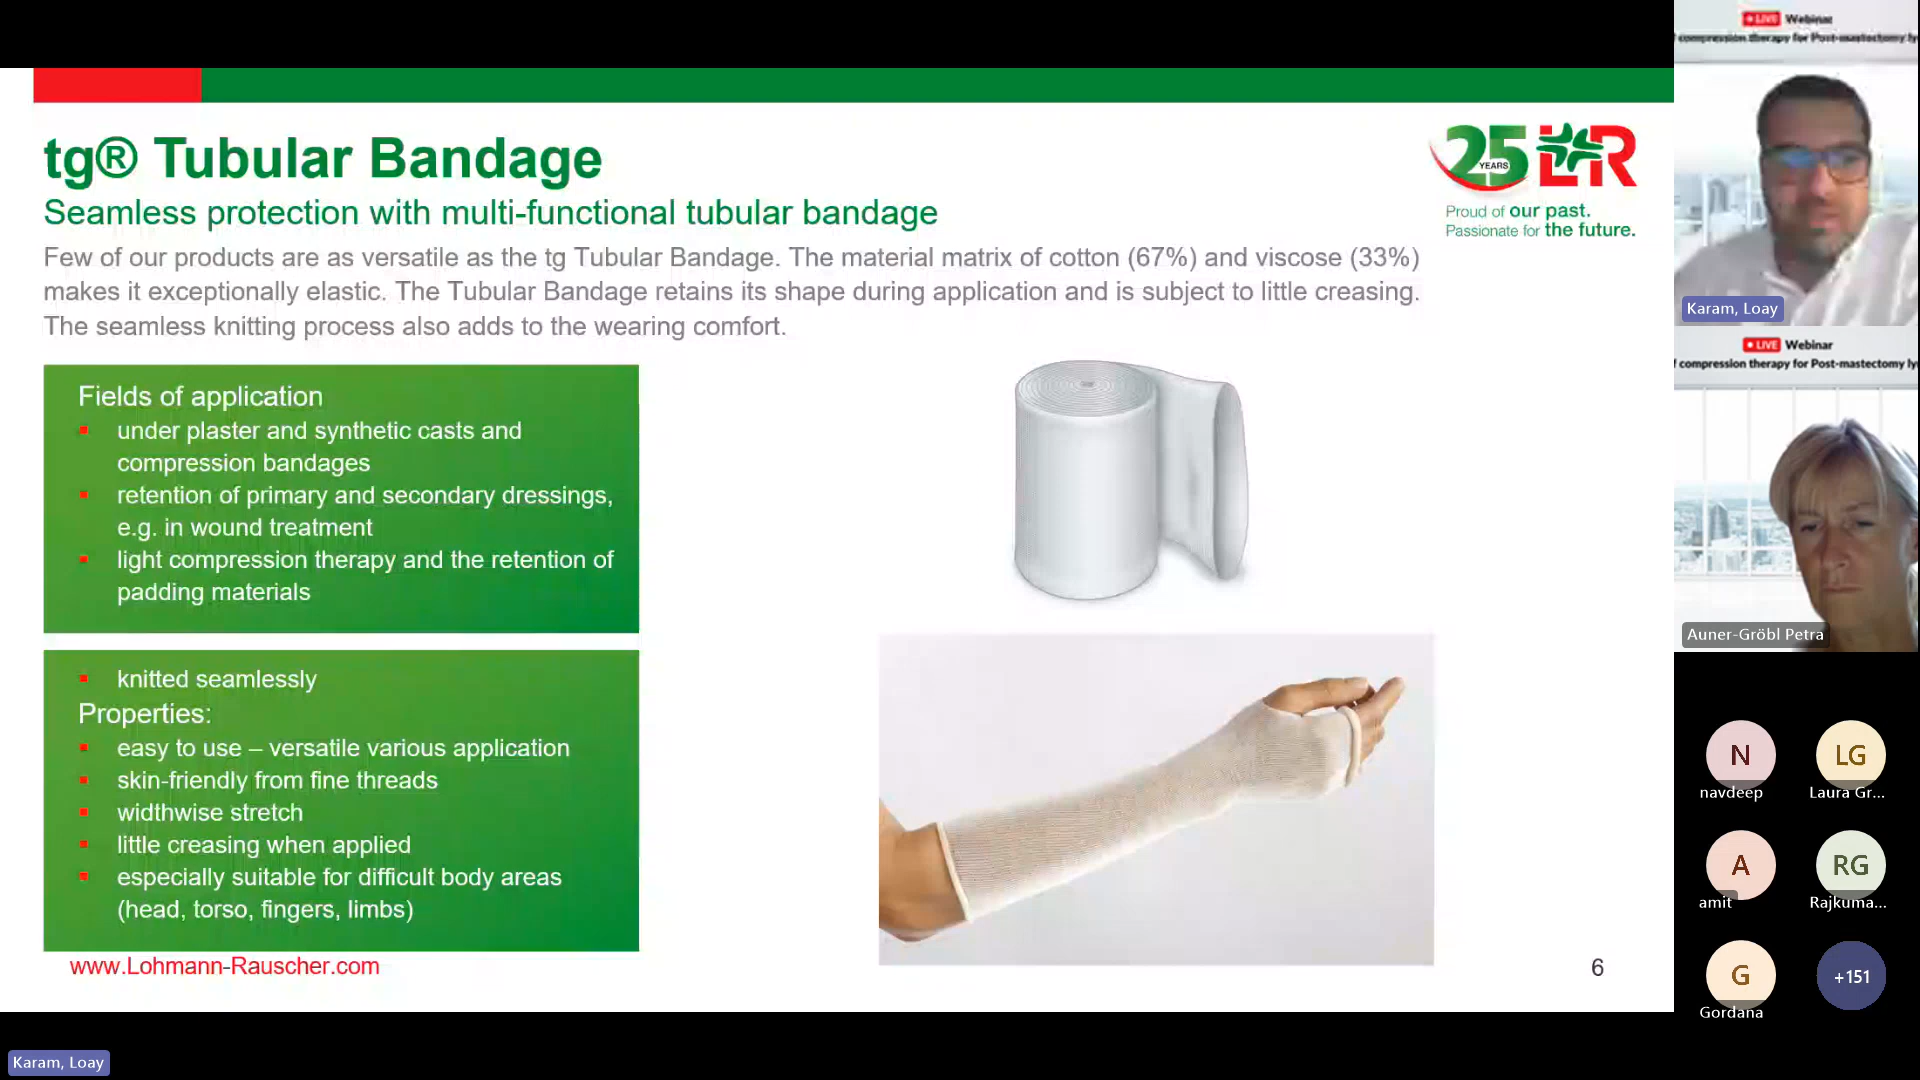 tg® Tubular Bandage
Seamless protection with multi-functional tubular bandage
Few of our products are as versatile as the tg Tubular Bandage. The material matrix of cotton (67%) and viscose (33%)
makes it exceptionally elastic. The Tubular Bandage retains its shape during application and is subject to little creasing.
The seamless knitting process also adds to the wearing comfort.
25
YEARS
L&R
Proud of our past.
Passionate for the future.
Fields of application
under plaster and synthetic casts and
compression bandages
retention of primary and secondary dressings,
e.g. in wound treatment
light compression therapy and the retention of
padding materials
knitted seamlessly
Properties:
easy to use – versatile various application
skin-friendly from fine threads
widthwise stretch
little creasing when applied
especially suitable for difficult body areas
(head, torso, fingers, limbs)
www.Lohmann-Rauscher.com
6
Karam, Loay
LIVE Webinar
compression therapy for Post-mastectomy ly
Karam, Loay
LIVE Webinar
f compression therapy for Post-mastectomy ly
Auner-Gröbl Petra
N
navdeep
LG
Laura Gr...
A
amit
RG
Rajkuma...
G
Gordana
+151